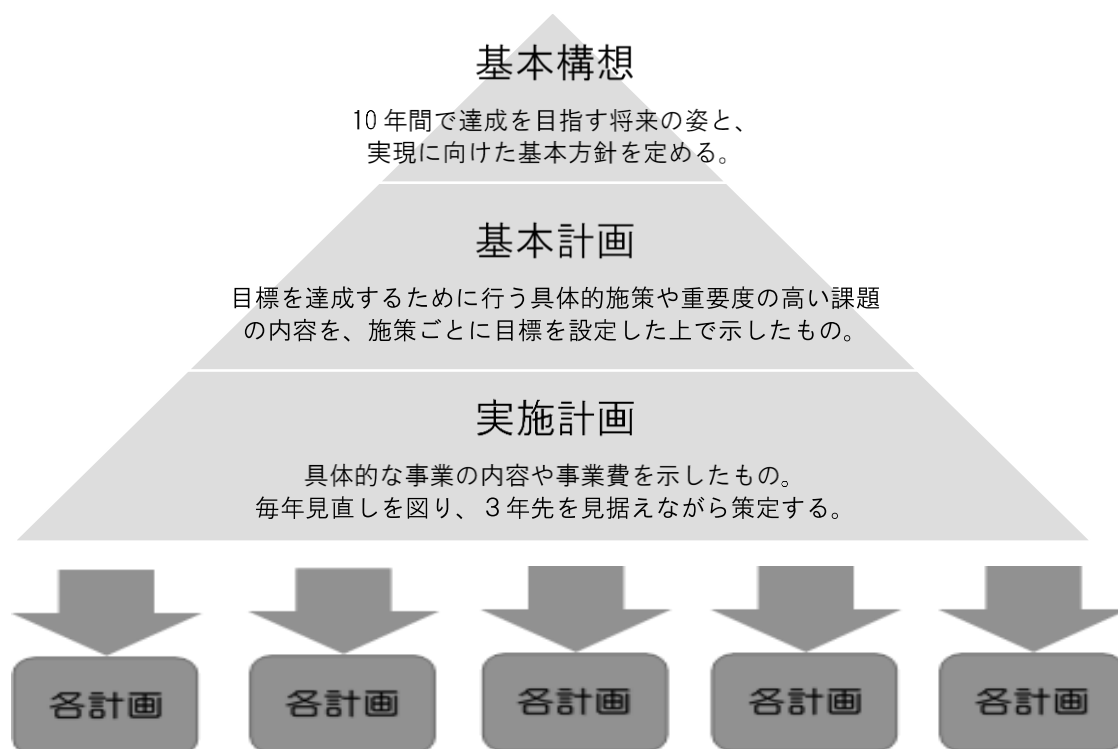 基本構想
10年間で達成を目指す将来の姿と、
実現に向けた基本方針を定める。
基本計画
目標を達成するために行う具体的施策や重要度の高い課題
の内容を、施策ごとに目標を設定した上で示したもの。
実施計画
具体的な事業の内容や事業費を示したもの。
毎年見直しを図り、３年先を見据えながら策定する。
各計画
各計画
各計画
各計画
各計画